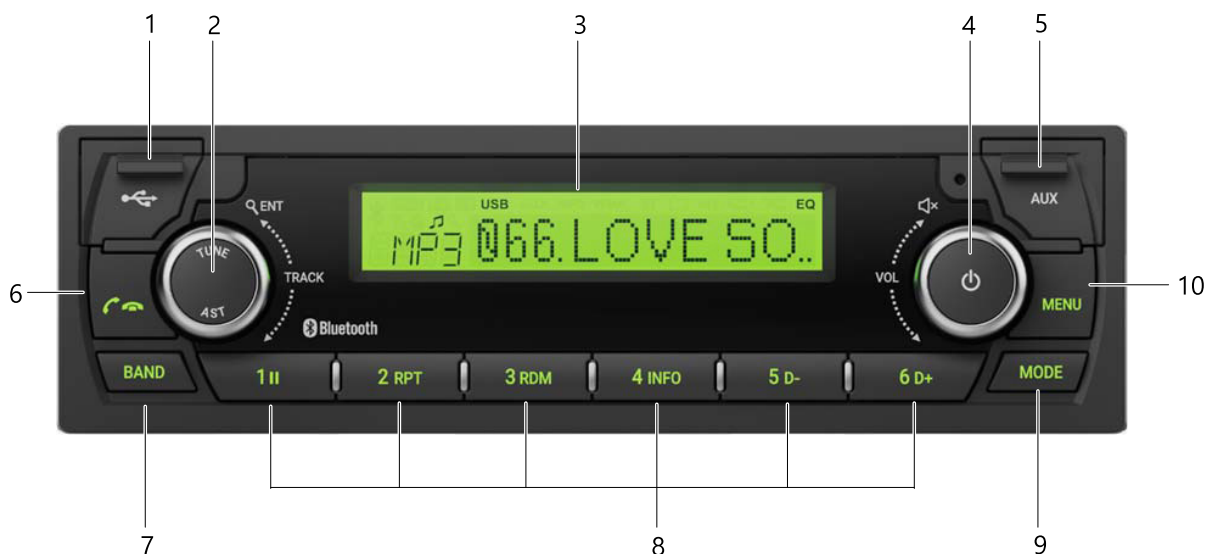 1 2 3 4 5
USB EQ
AUX
ENT
MP3 066.LOVE SO..
TUNE
TRACK
VOL
AST
6
10
MENU
Bluetooth
BAND
1 2 RPT 3 RDM 4 INFO 5 D- 6 D+
MODE
7 8 9